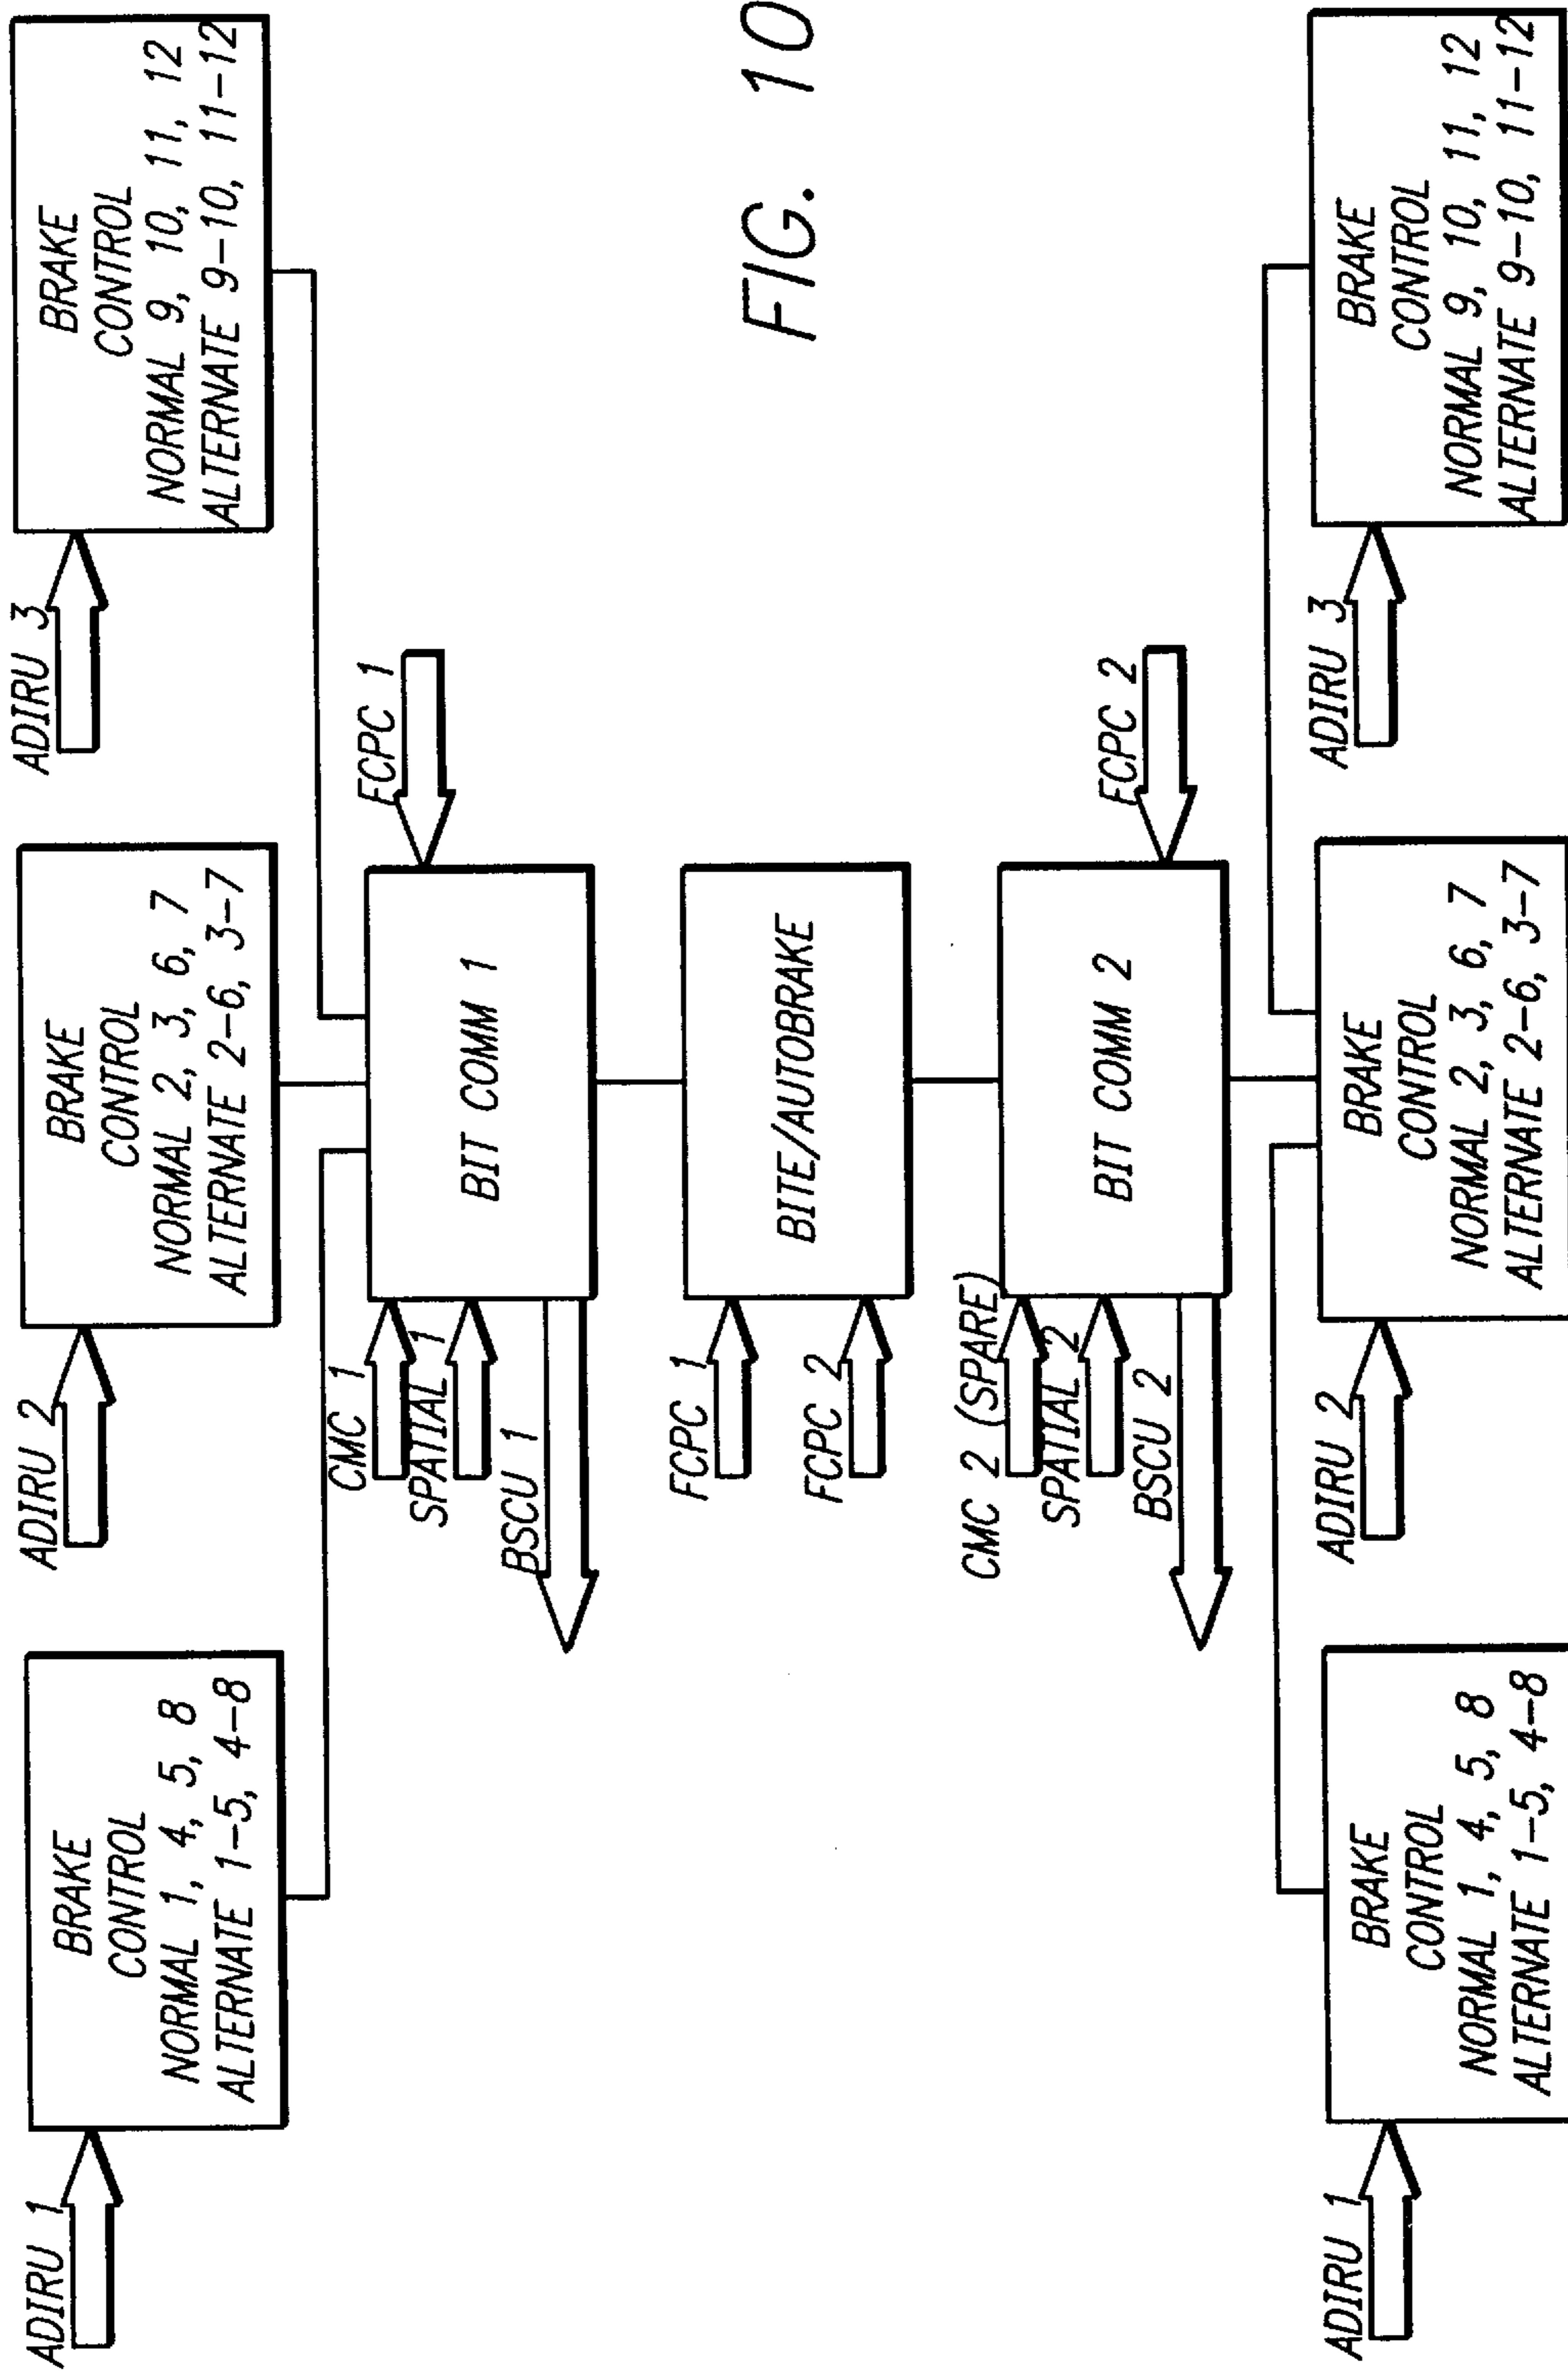 ADIRU 1
BRAKE
CONTROL
NORMAL 1, 4, 5, 8
ALTERNATE 1-5, 4-8
ADIRU 2
BRAKE
CONTROL
NORMAL 2, 3, 6, 7
ALTERNATE 2-6, 3-7
ADIRU 3
BRAKE
CONTROL
NORMAL 9, 10, 11, 12
ALTERNATE 9-10, 11-12
CMC 1
SPATIAL 1
BSCU 1
BIT COMM 1
ECPC 1
FCPC 1
FCPC 2
BITE/AUTOBRAKE
FIG. 10
CMC 2 (SPARE)
SPATIAL 2
BSCU 2
BIT COMM 2
ECPC 2
ADIRU 1
BRAKE
CONTROL
NORMAL 1, 4, 5, 8
ALTERNATE 1-5, 4-8
ADIRU 2
BRAKE
CONTROL
NORMAL 2, 3, 6, 7
ALTERNATE 2-6, 3-7
ADIRU 3
BRAKE
CONTROL
NORMAL 9, 10, 11, 12
ALTERNATE 9-10, 11-12